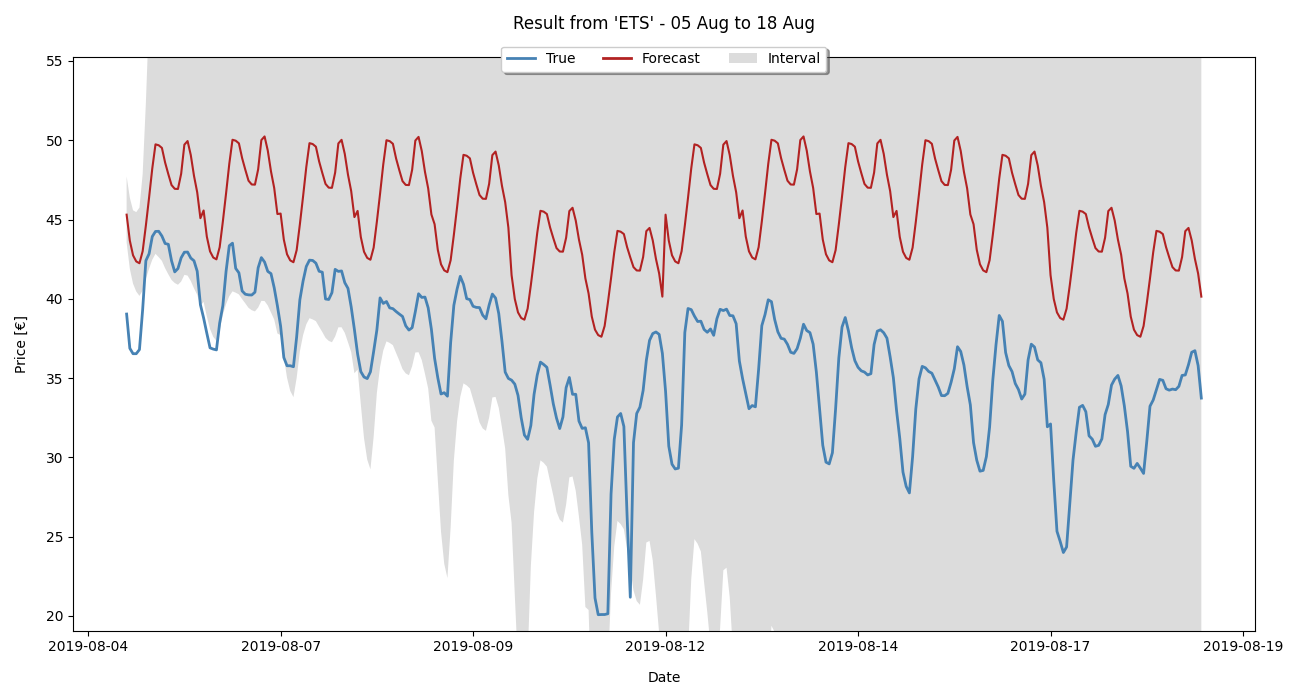 Result from 'ETS' - 05 Aug to 18 Aug
True Forecast Interval
55
50
45
40
35
30
25
20
Price [€]
2019-08-04 2019-08-07 2019-08-09 2019-08-12 2019-08-14 2019-08-17 2019-08-19
Date